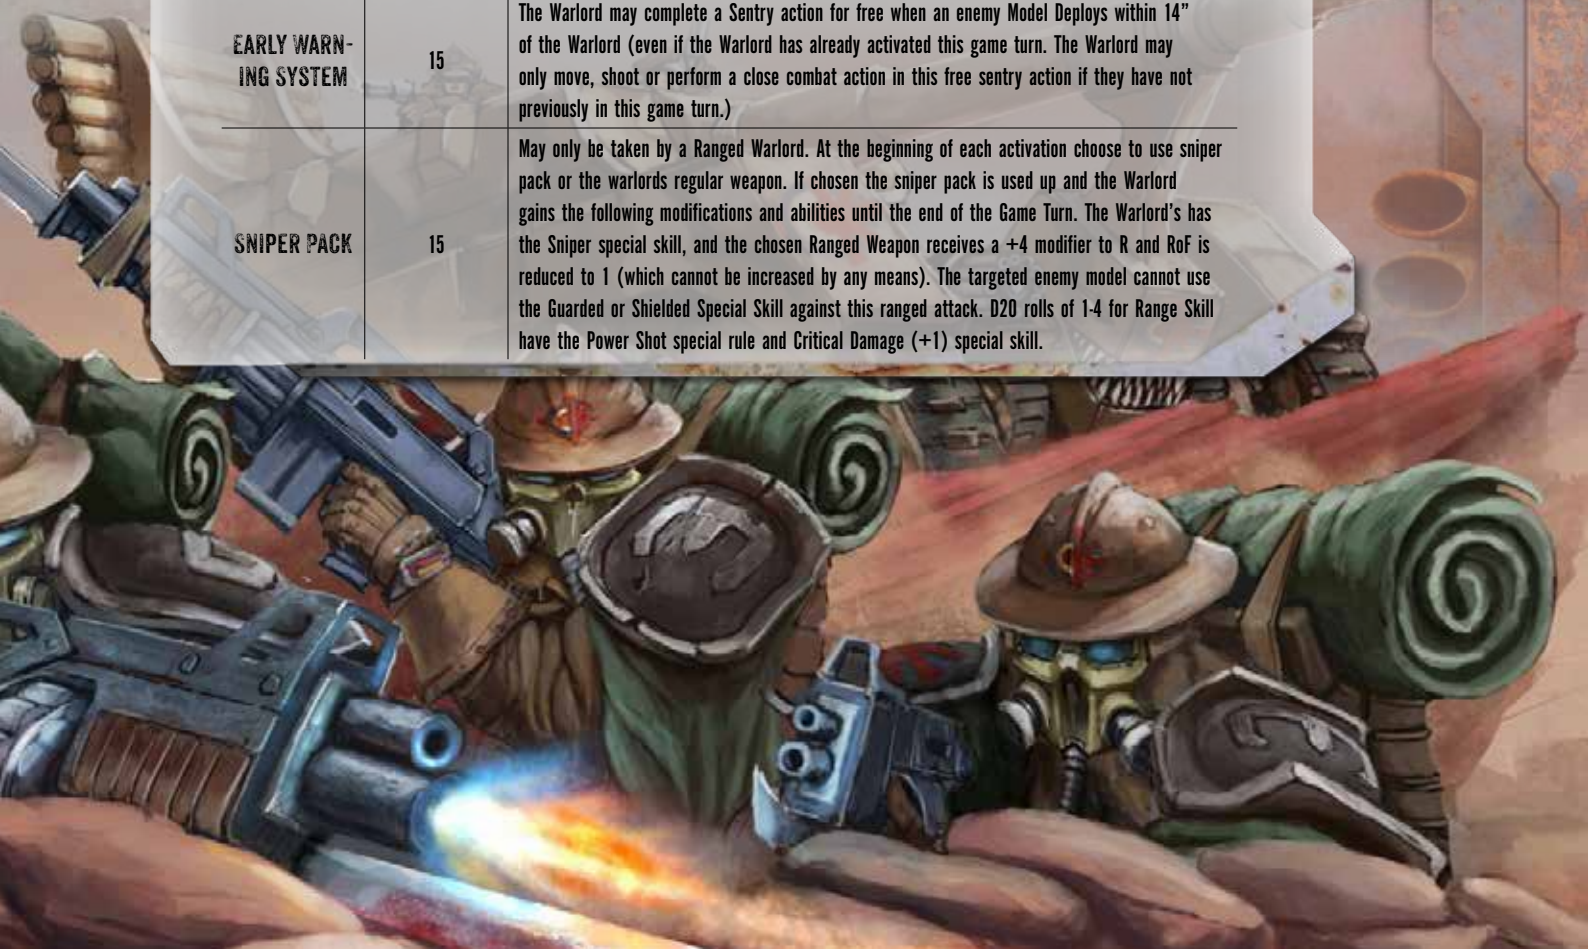 The Warlord may complete a Sentry action for free when an enemy Model Deploys within 14”
of the Warlord (even if the Warlord has already activated this game turn. The Warlord may
only move, shoot or perform a close combat action in this free sentry action if they have not
previously in this game turn.)
EARLY WARN-
ING SYSTEM
15
May only be taken by a Ranged Warlord. At the beginning of each activation choose to use sniper
pack or the warlords regular weapon. If chosen the sniper pack is used up and the Warlord
gains the following modifications and abilities until the end of the Game Turn. The Warlord’s has
the Sniper special skill, and the chosen Ranged Weapon receives a +4 modifier to R and RoF is
reduced to 1 (which cannot be increased by any means). The targeted enemy model cannot use
the Guarded or Shielded Special Skill against this ranged attack. D20 rolls of 1-4 for Range Skill
have the Power Shot special rule and Critical Damage (+1) special skill.
SNIPER PACK
15